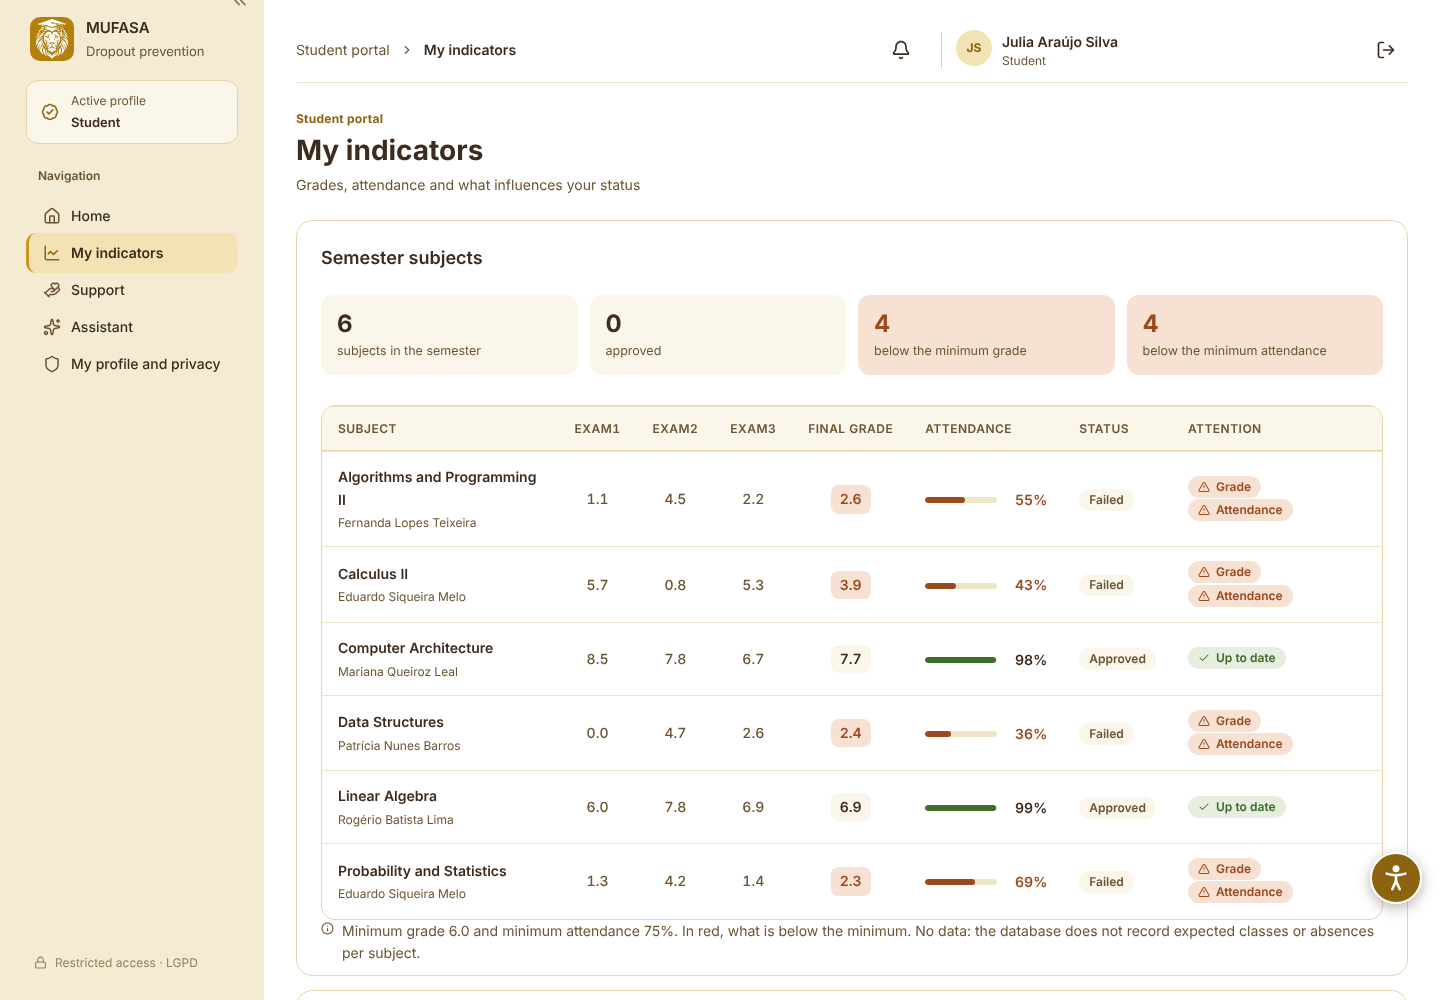 MUFASA
Dropout prevention
Active profile
Student
Navigation
Home
My indicators
Support
Assistant
My profile and privacy
Restricted access · LGPD
Student portal > My indicators
JS
Julia Araújo Silva
Student
Student portal
My indicators
Grades, attendance and what influences your status
Semester subjects
6
subjects in the semester
0
approved
4
below the minimum grade
4
below the minimum attendance
SUBJECT EXAM1 EXAM2 EXAM3 FINAL GRADE ATTENDANCE STATUS ATTENTION
Algorithms and Programming
II
Fernanda Lopes Teixeira
1.1 4.5 2.2 2.6 55% Failed
Grade
Attendance
Calculus II
Eduardo Siqueira Melo
5.7 0.8 5.3 3.9 43% Failed
Grade
Attendance
Computer Architecture
Mariana Queiroz Leal
8.5 7.8 6.7 7.7 98% Approved Up to date
Data Structures
Patrícia Nunes Barros
0.0 4.7 2.6 2.4 36% Failed
Grade
Attendance
Linear Algebra
Rogério Batista Lima
6.0 7.8 6.9 6.9 99% Approved Up to date
Probability and Statistics
Eduardo Siqueira Melo
1.3 4.2 1.4 2.3 69% Failed
Grade
Attendance
Minimum grade 6.0 and minimum attendance 75%. In red, what is below the minimum. No data: the database does not record expected classes or absences
per subject.